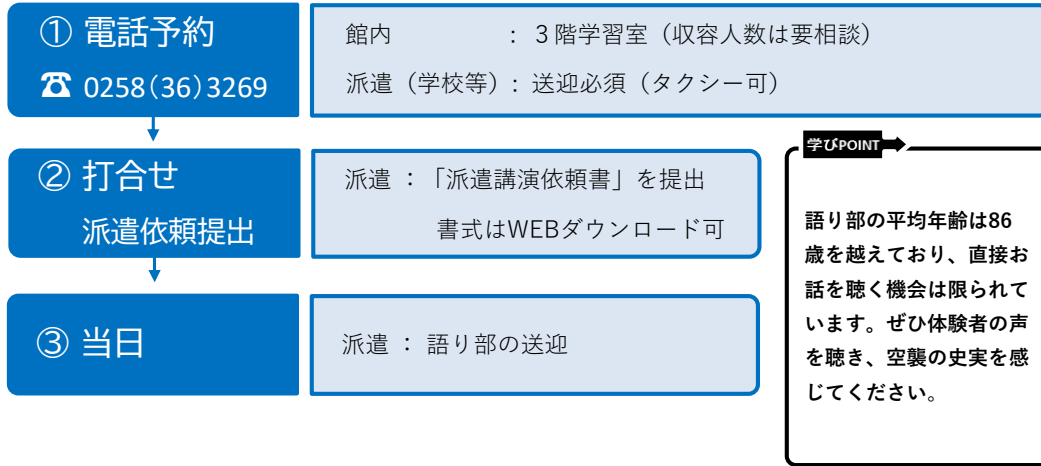 ① 電話予約
☎ 0258(36)3269
館内　　　　： ３階学習室（収容人数は要相談）
派遣（学校等）: 送迎必須（タクシー可）
② 打合せ
派遣依頼提出
派遣 : 「派遣講演依頼書」を提出
書式はWEBダウンロード可
③ 当日
派遣 : 語り部の送迎
学びPOINT
語り部の平均年齢は86
歳を越えており、直接お
話を聴く機会は限られて
います。ぜひ体験者の声
を聴き、空襲の史実を感
じてください。